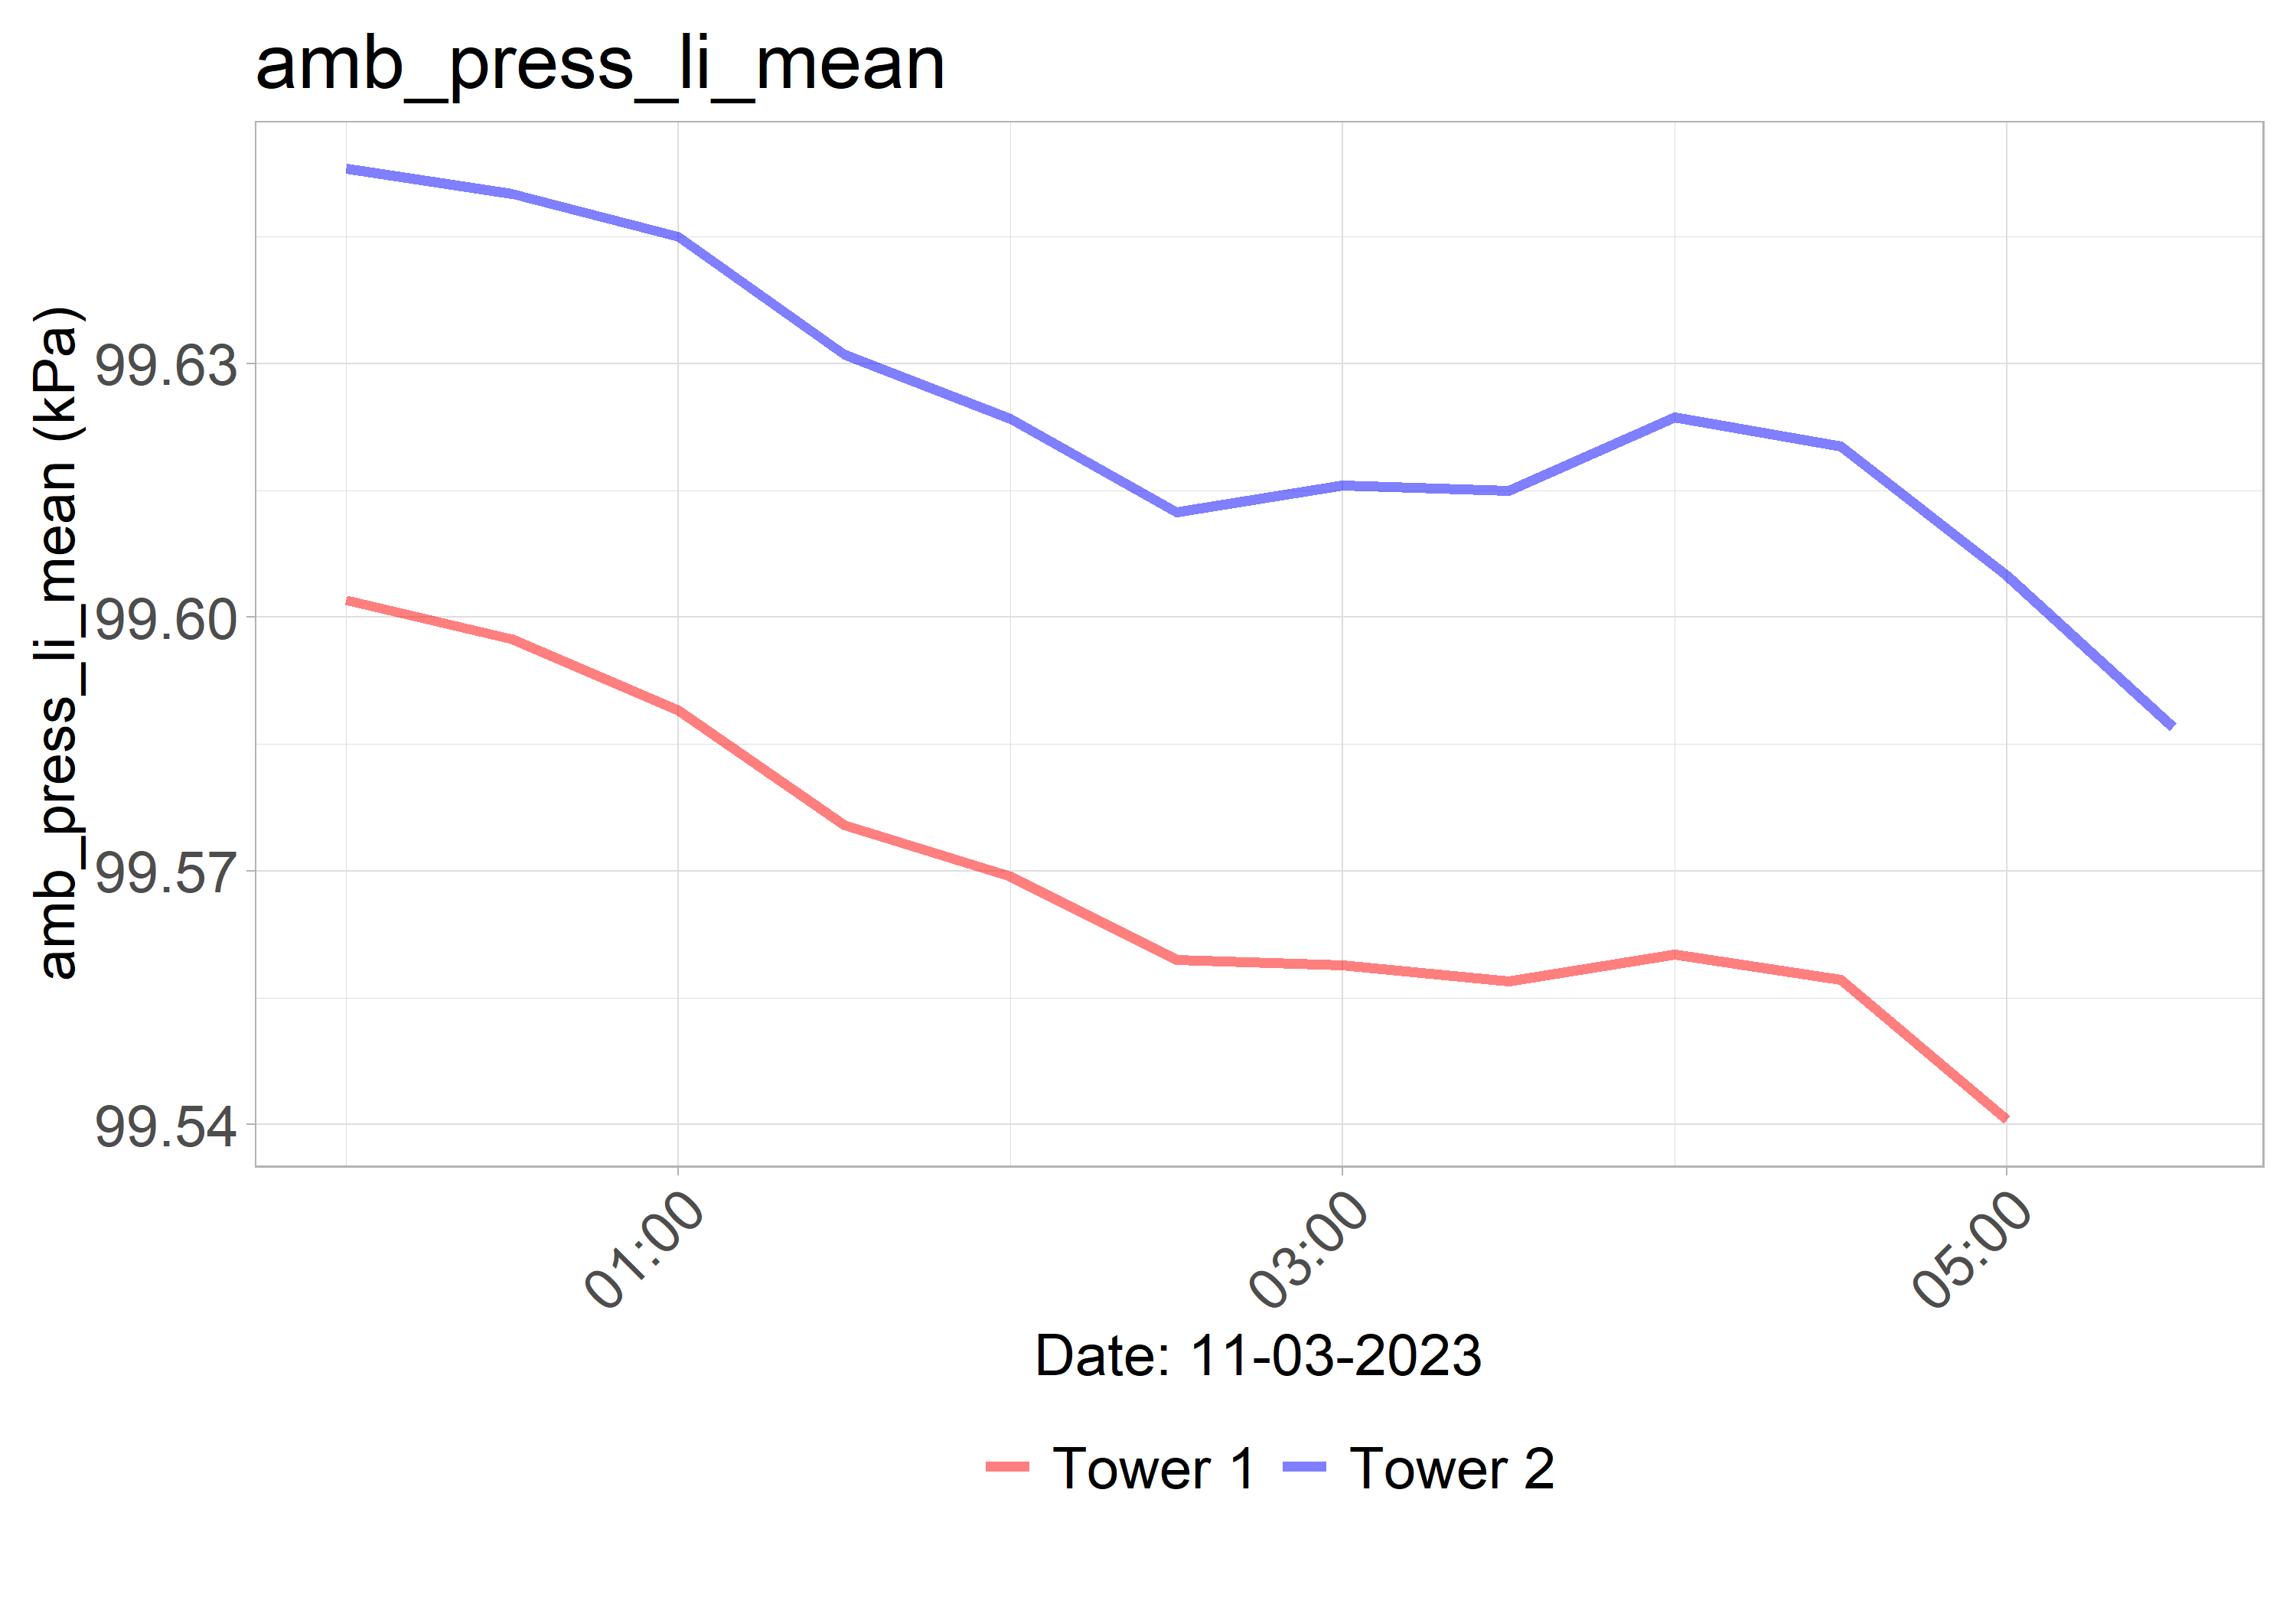 amb_press_li_mean
amb_press_li_mean (kPa)
99.63
99.60
99.57
99.54
01:00
03:00
05:00
Date: 11-03-2023
Tower 1
Tower 2